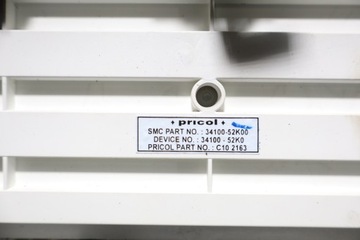 ♦ pricol ♦
SMC PART NO. : 34100-52K00
DEVICE NO. : 34100 - 52K0
PRICOL PART NO. : C10 2163